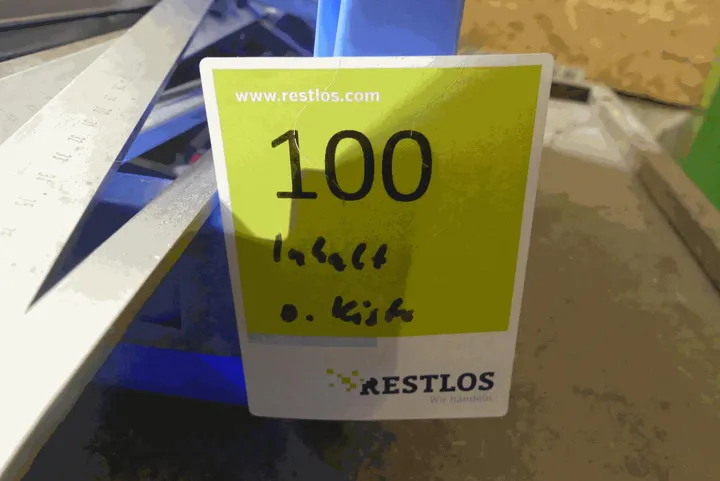 www.restlos.com
100
Inhalt
o. Kiste
RESTLOS
Wir handeln.